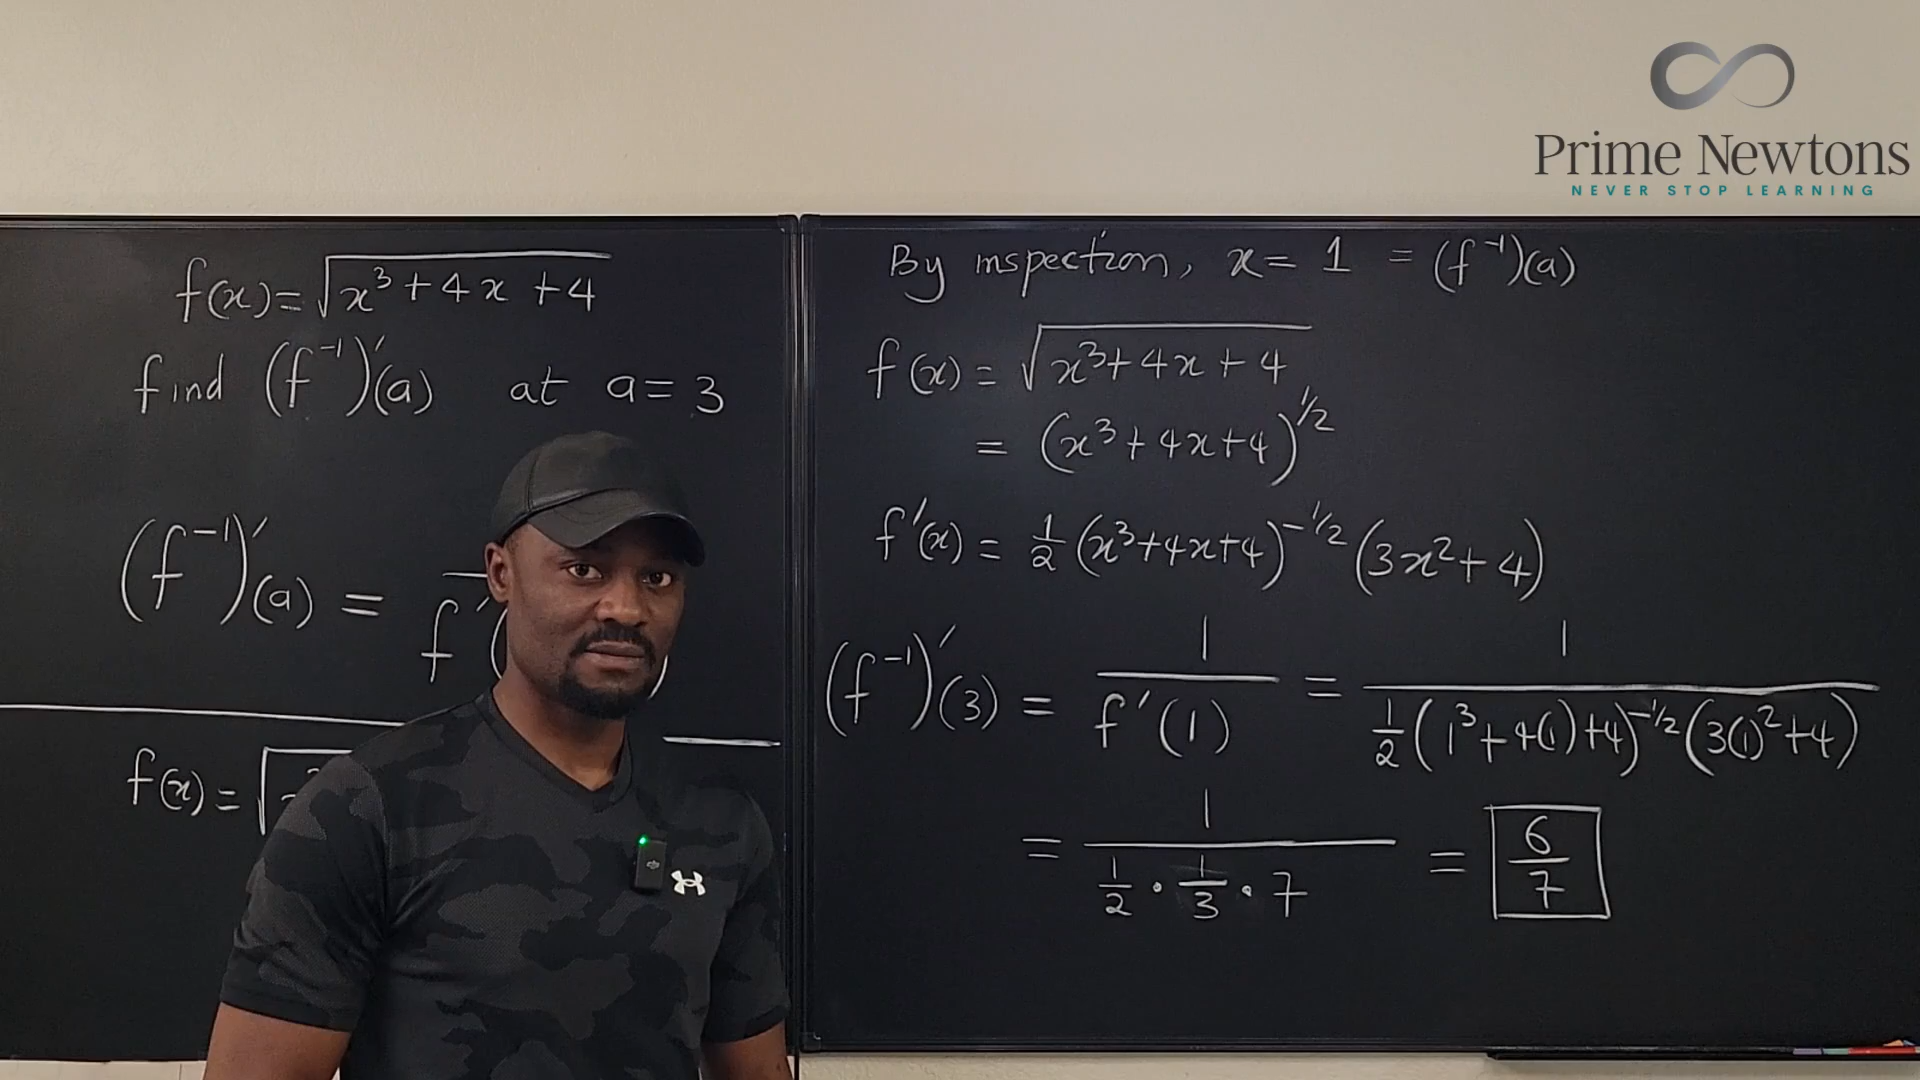 Prime Newtons
NEVER STOP LEARNING
f(x) = √(x³ + 4x + 4)
find (f⁻¹)′(a) at a = 3
(f⁻¹)′(a) =
f′(
)
f(x) = √
By inspection, x = 1 = (f⁻¹)(a)
f(x) = √(x³ + 4x + 4)
= (x³ + 4x + 4)^1/2
f′(x) = 1/2 (x³ + 4x + 4)^-1/2 (3x² + 4)
(f⁻¹)′(3) = 1/f′(1) = 1/(1/2 (1³ + 4(1) + 4)^-1/2 (3(1)² + 4))
= 1/(1/2 · 1/3 · 7) = 6/7